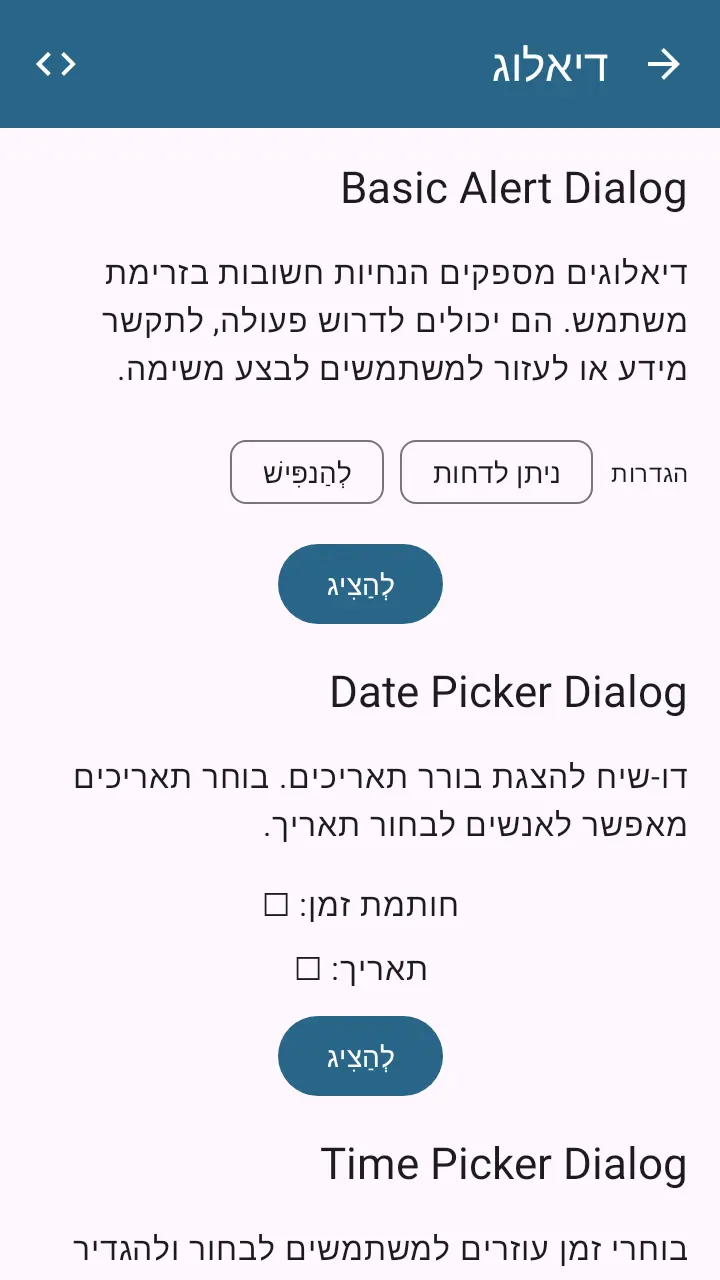 דיאלוג
Basic Alert Dialog
דיאלוגים מספקים הנחיות חשובות בזרימת
משתמש. הם יכולים לדרוש פעולה, לתקשר
מידע או לעזור למשתמשים לבצע משימה.
הגדרות ניתן לדחות לְהַנפִּישׁ
לְהַצִיג
Date Picker Dialog
דו-שיח להצגת בורר תאריכים. בוחר תאריכים
מאפשר לאנשים לבחור תאריך.
חותמת זמן: ☐
תאריך: ☐
לְהַצִיג
Time Picker Dialog
בוחרי זמן עוזרים למשתמשים לבחור ולהגדיר